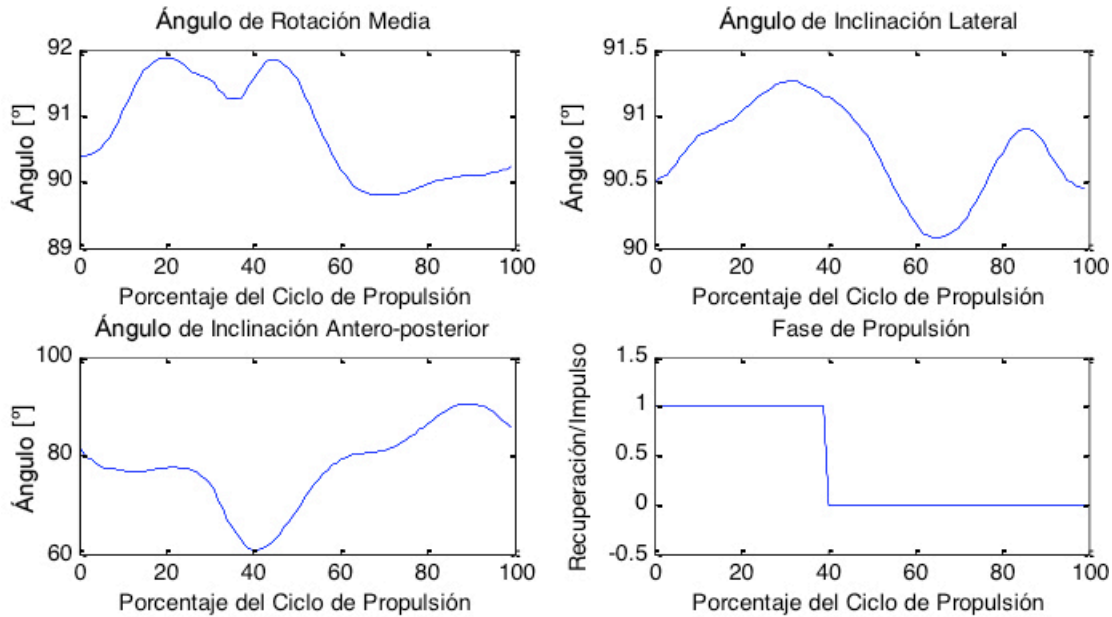 Ángulo de Rotación Media
92
91
90
89
Ángulo [º]
0 20 40 60 80 100
Porcentaje del Ciclo de Propulsión
Ángulo de Inclinación Lateral
91.5
91
90.5
90
Ángulo [º]
0 20 40 60 80 100
Porcentaje del Ciclo de Propulsión
Ángulo de Inclinación Antero-posterior
100
80
60
Ángulo [º]
0 20 40 60 80 100
Porcentaje del Ciclo de Propulsión
Fase de Propulsión
1.5
1
0.5
0
-0.5
Recuperación/Impulso
0 20 40 60 80 100
Porcentaje del Ciclo de Propulsión